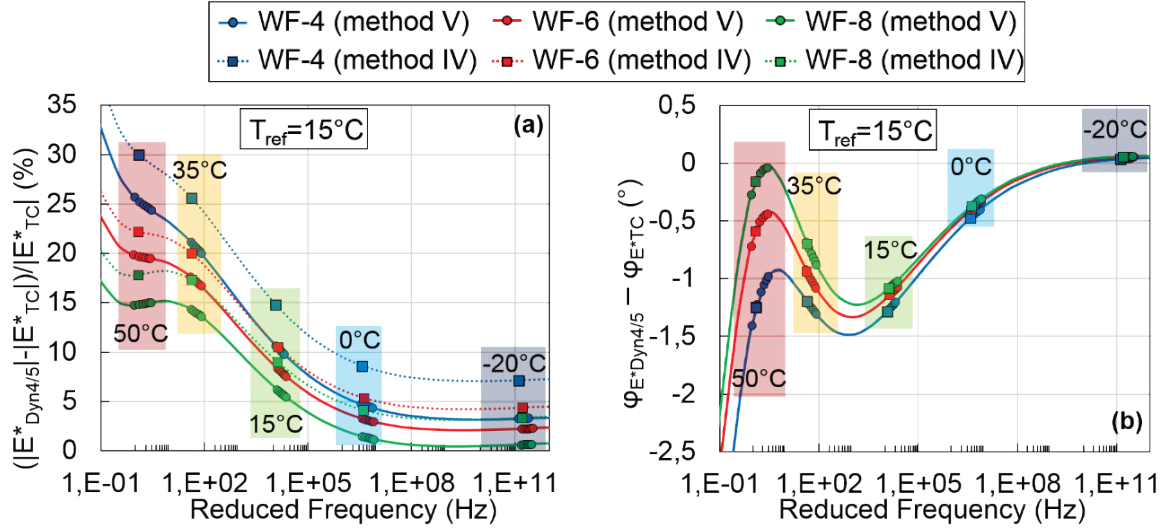 WF-4 (method V) WF-6 (method V) WF-8 (method V)
WF-4 (method IV) WF-6 (method IV) WF-8 (method IV)
(|E*Dyn4/5|-|E*TC|)/|E*TC| (%)
35
30
25
20
15
10
5
0
Tref=15°C
(a)
50°C
35°C
15°C
0°C
-20°C
1,E-01 1,E+02 1,E+05 1,E+08 1,E+11
Reduced Frequency (Hz)
φE*Dyn4/5 – φE*TC (°)
0,5
0
-0,5
-1
-1,5
-2
-2,5
Tref=15°C
-20°C
0°C
35°C
15°C
50°C
(b)
1,E-01 1,E+02 1,E+05 1,E+08 1,E+11
Reduced Frequency (Hz)